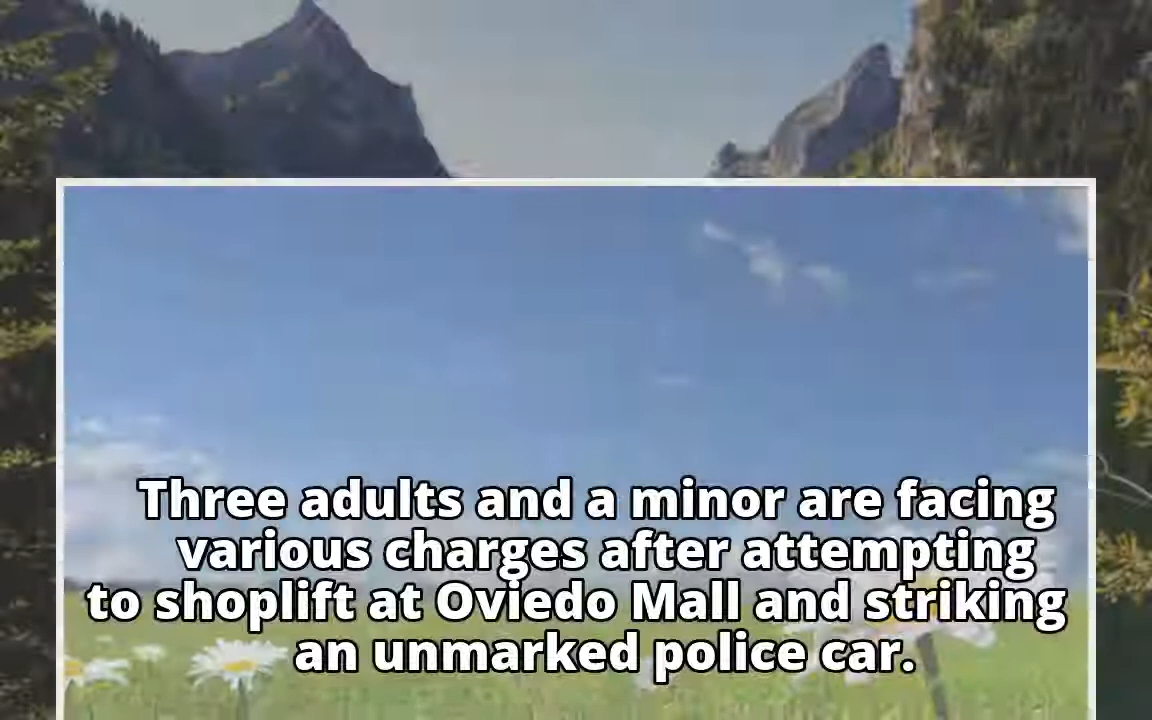 Three adults and a minor are facing
various charges after attempting
to shoplift at Oviedo Mall and striking
an unmarked police car.